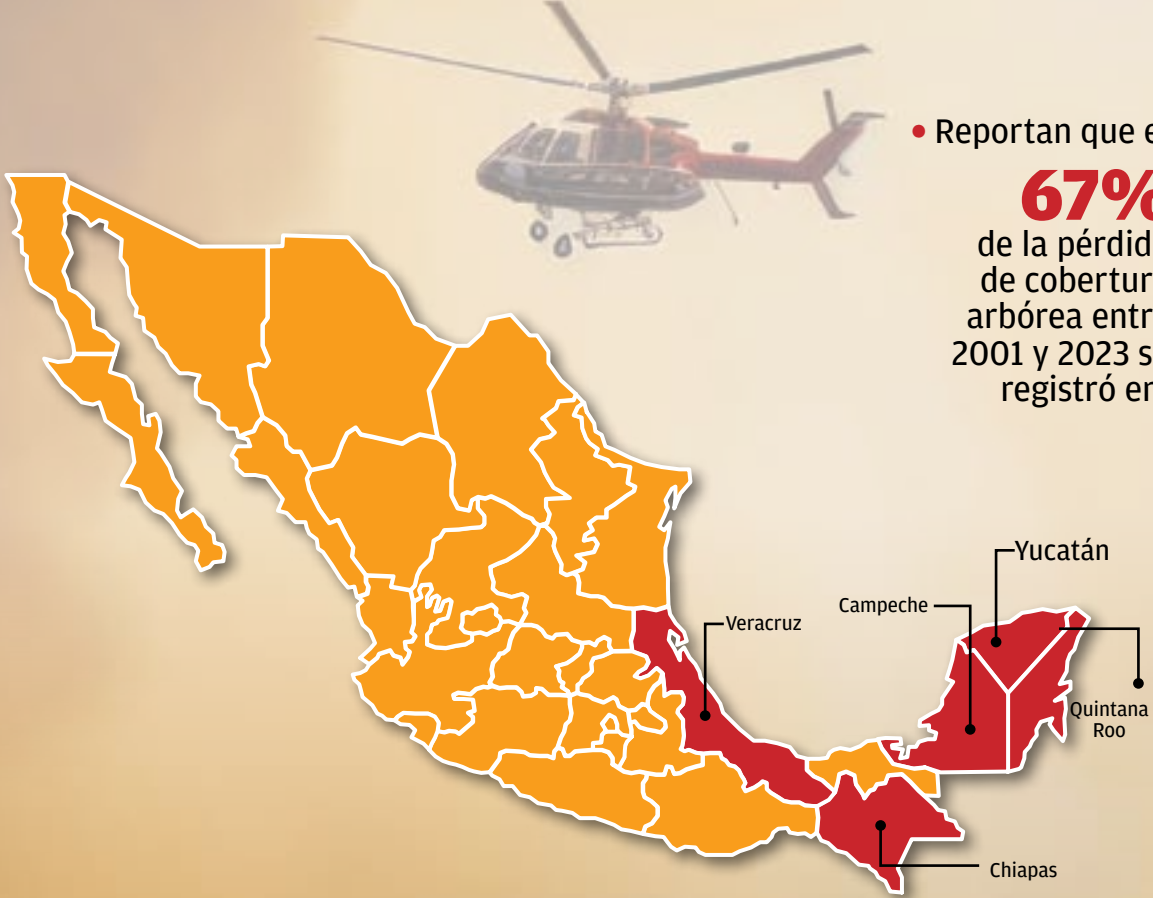 • Reportan que e
67%
de la pérdid
de cobertur
arbórea entr
2001 y 2023 s
registró en
Yucatán
Campeche
Veracruz
Quintana
Roo
Chiapas